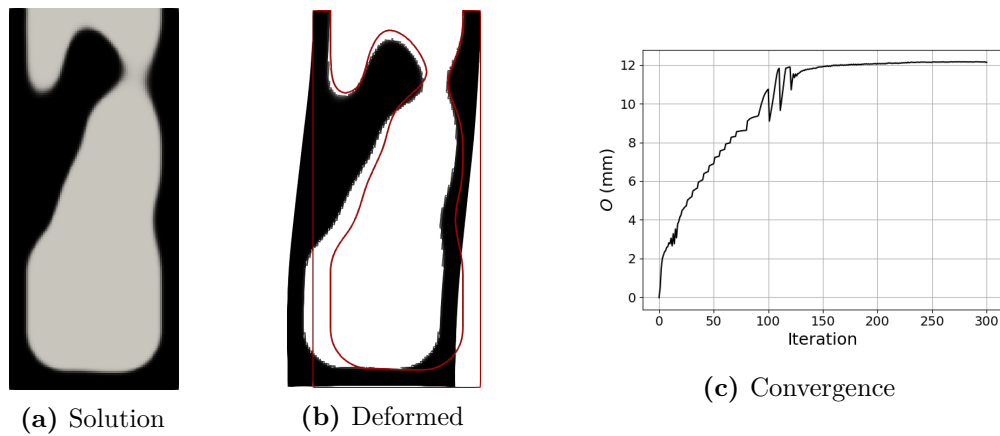 12
10
8
6
4
2
0
O (mm)
0 50 100 150 200 250 300
Iteration
(a) Solution
(b) Deformed
(c) Convergence